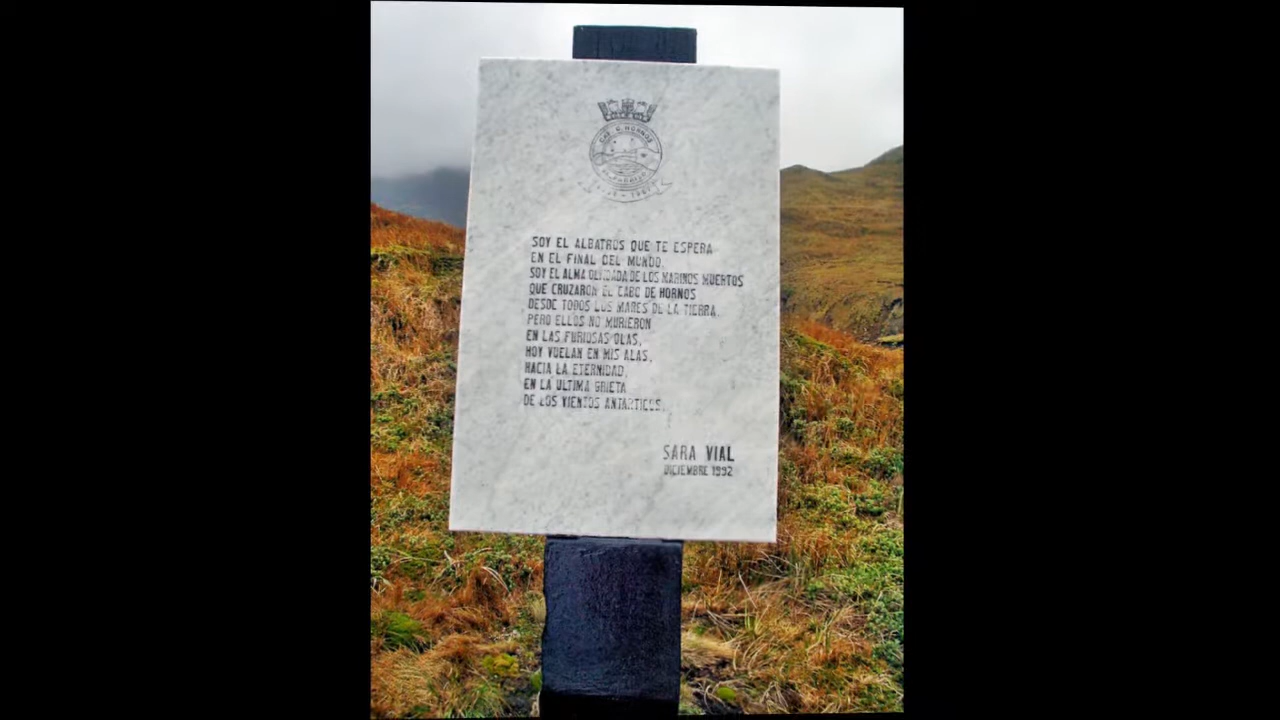 SOY EL ALBATROS QUE TE ESPERA
EN EL FINAL DEL MUNDO,
SOY EL ALMA OLVIDADA DE LOS MARINOS MUERTOS
QUE CRUZARON EL CABO DE HORNOS
DESDE TODOS LOS MARES DE LA TIERRA.
PERO ELLOS NO MURIERON
EN LAS FURIOSAS OLAS,
HOY VUELAN EN MIS ALAS,
HACIA LA ETERNIDAD,
EN LA ULTIMA GRIETA
DE LOS VIENTOS ANTARTICOS.
SARA VIAL
DICIEMBRE 1992